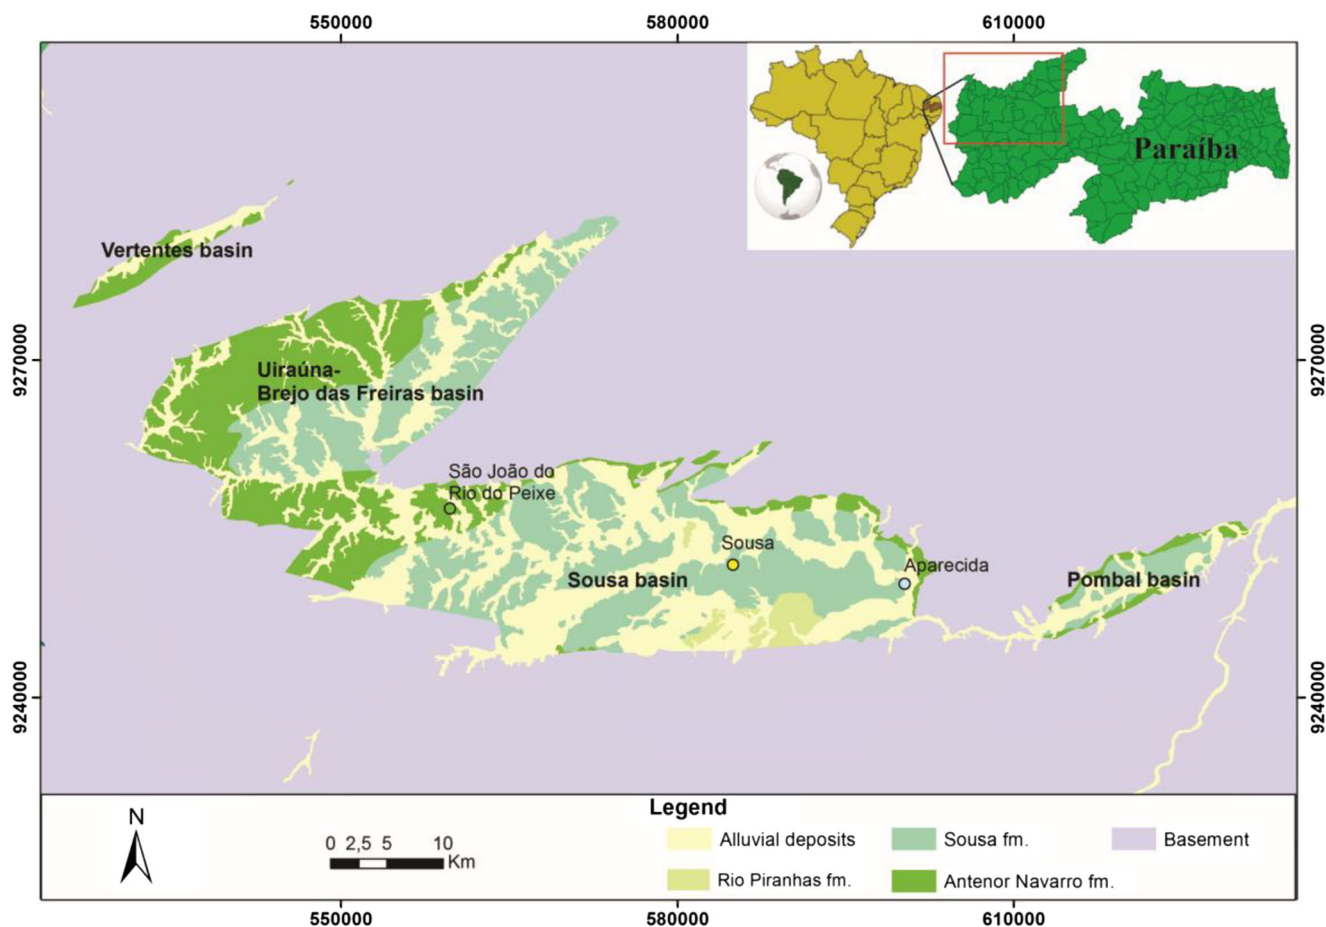 550000
580000
610000
Paraíba
Vertentes basin
9270000
9270000
Uiraúna-
Brejo das Freiras basin
São João do
Rio do Peixe
Sousa
Aparecida
Sousa basin
Pombal basin
9240000
9240000
Legend
N
0 2,5 5 10
Km
Alluvial deposits
Sousa fm.
Basement
Rio Piranhas fm.
Antenor Navarro fm.
550000
580000
610000